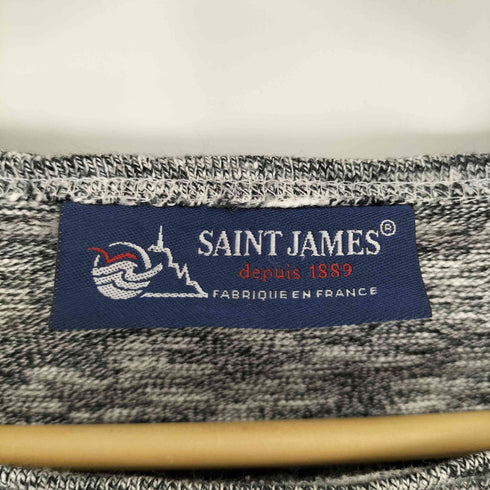 SAINT JAMES®
depuis 1889
FABRIQUE EN FRANCE